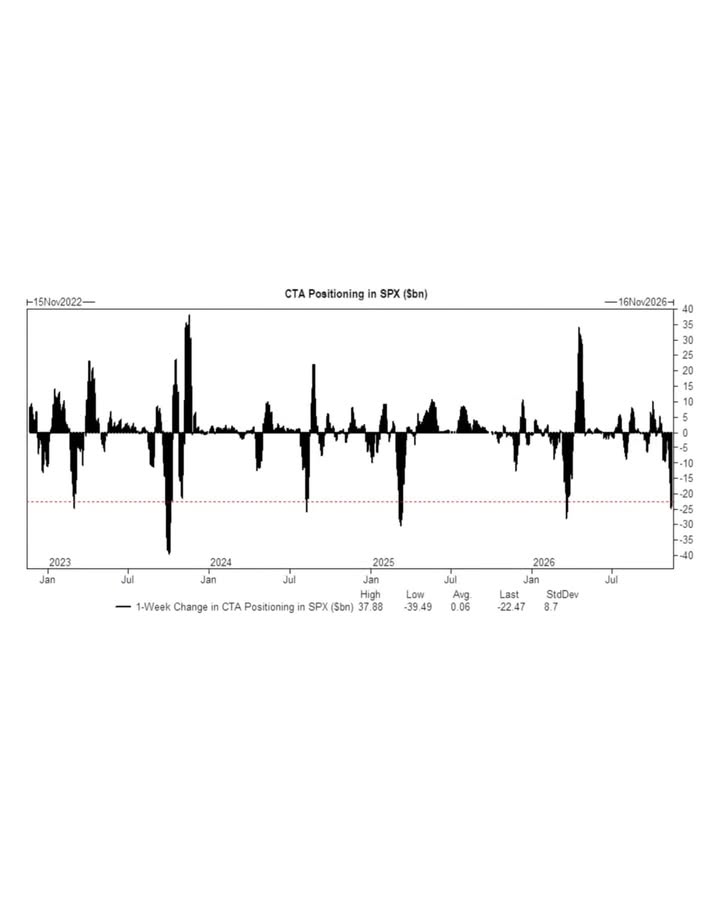 CTA Positioning in SPX ($bn)
15Nov2022
16Nov2026
40
35
30
25
20
15
10
5
0
-5
-10
-15
-20
-25
-30
-35
-40
2023 2024 2025 2026
Jan Jul Jan Jul Jan Jul Jan Jul
High Low Avg. Last StdDev
1-Week Change in CTA Positioning in SPX ($bn) 37.88 -39.49 0.06 -22.47 8.7